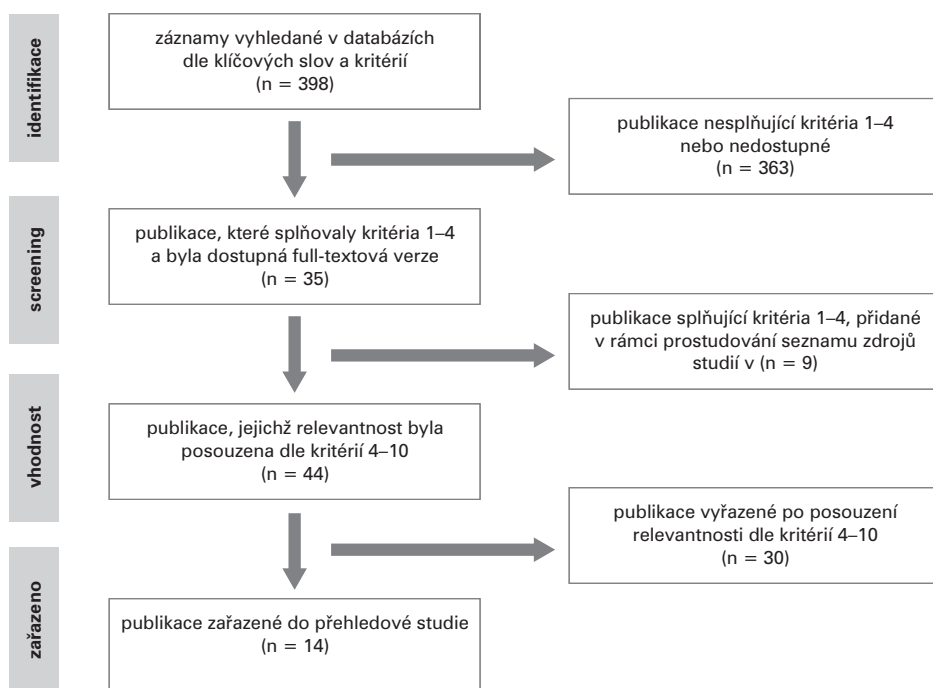 identifikace
záznamy vyhledané v databázích
dle klíčových slov a kritérií
(n = 398)
publikace nesplňující kritéria 1–4
nebo nedostupné
(n = 363)
screening
publikace, které splňovaly kritéria 1–4
a byla dostupná full-textová verze
(n = 35)
publikace splňující kritéria 1–4, přidané
v rámci prostudování seznamu zdrojů
studií v (n = 9)
vhodnost
publikace, jejichž relevantnost byla
posouzena dle kritérií 4–10
(n = 44)
publikace vyřazené po posouzení
relevantnosti dle kritérií 4–10
(n = 30)
zařazeno
publikace zařazené do přehledové studie
(n = 14)